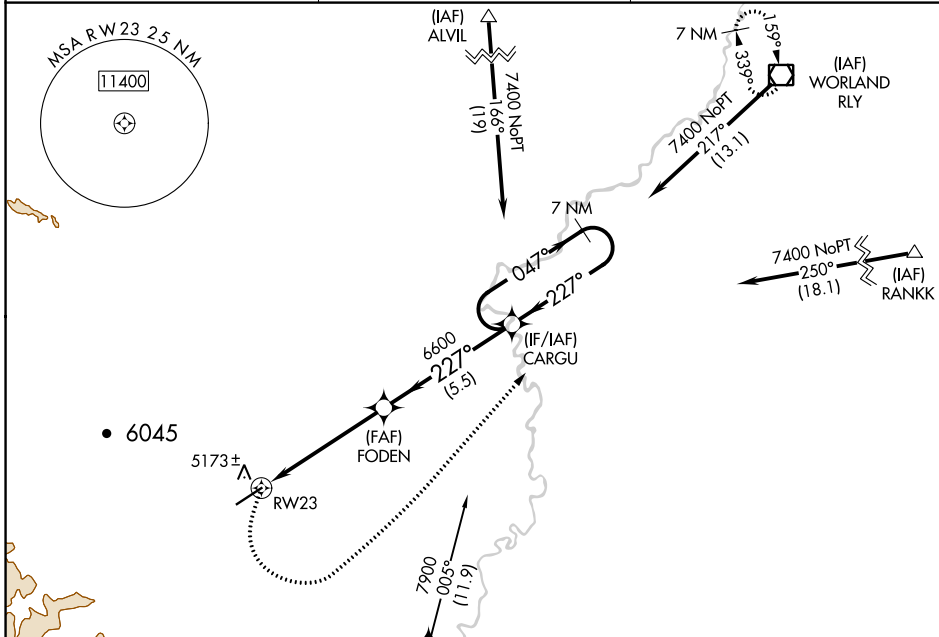 MSA RW23 25 NM
11400
(IAF)
ALVIL
7400 NoPT
166°
(19)
7 NM
159°
339°
(IAF)
WORLAND
RLY
7400 NoPT
217°
(13.1)
7 NM
047°
227°
7400 NoPT
250°
(18.1)
(IAF)
RANKK
(IF/IAF)
CARGU
6600
227°
(5.5)
(FAF)
FODEN
6045
5173±
RW23
7900
005°
(11.9)